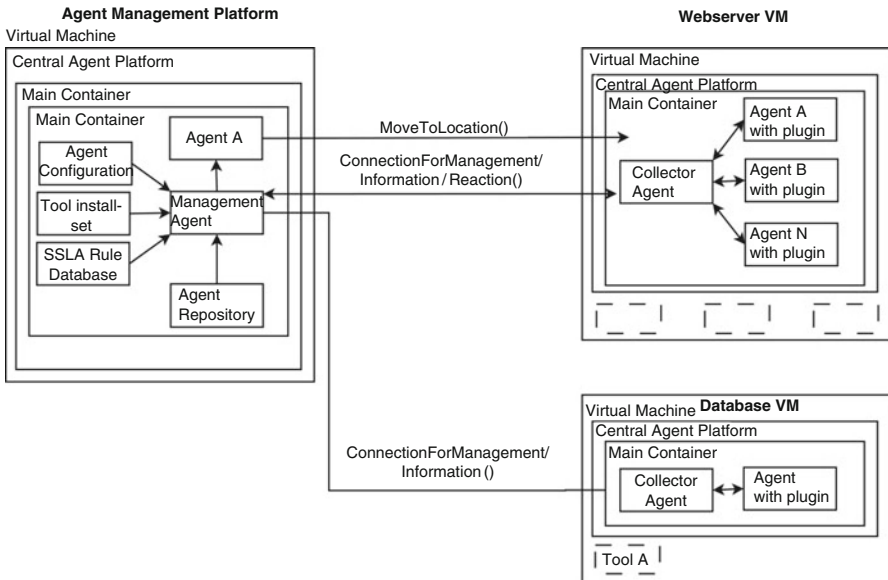 Agent Management Platform
Virtual Machine
Central Agent Platform
Main Container
Main Container
Agent A
Agent
Configuration
Tool install-
set
Management
Agent
SSLA Rule
Database
Agent
Repository
MoveToLocation()
ConnectionForManagement/
Information/Reaction()
ConnectionForManagement/
Information()
Webserver VM
Virtual Machine
Central Agent Platform
Main Container
Agent A
with plugin
Collector
Agent
Agent B
with plugin
Agent N
with plugin
Database VM
Virtual Machine
Central Agent Platform
Main Container
Collector
Agent
Agent
with plugin
Tool A